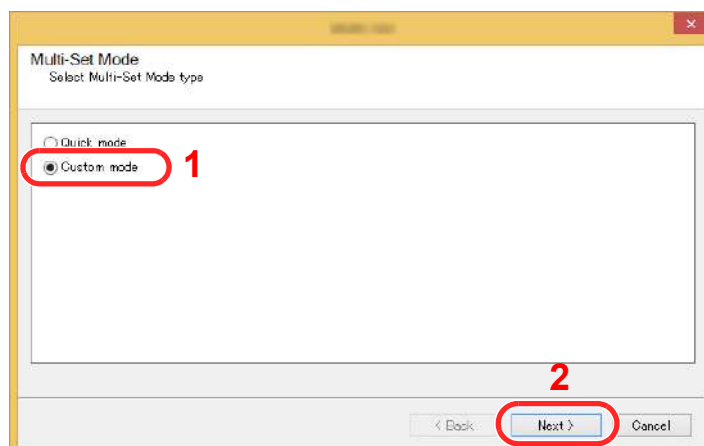 Multi-Set Mode
Select Multi-Set Mode type
Quick mode
Custom mode 1
2
< Back Next > Cancel